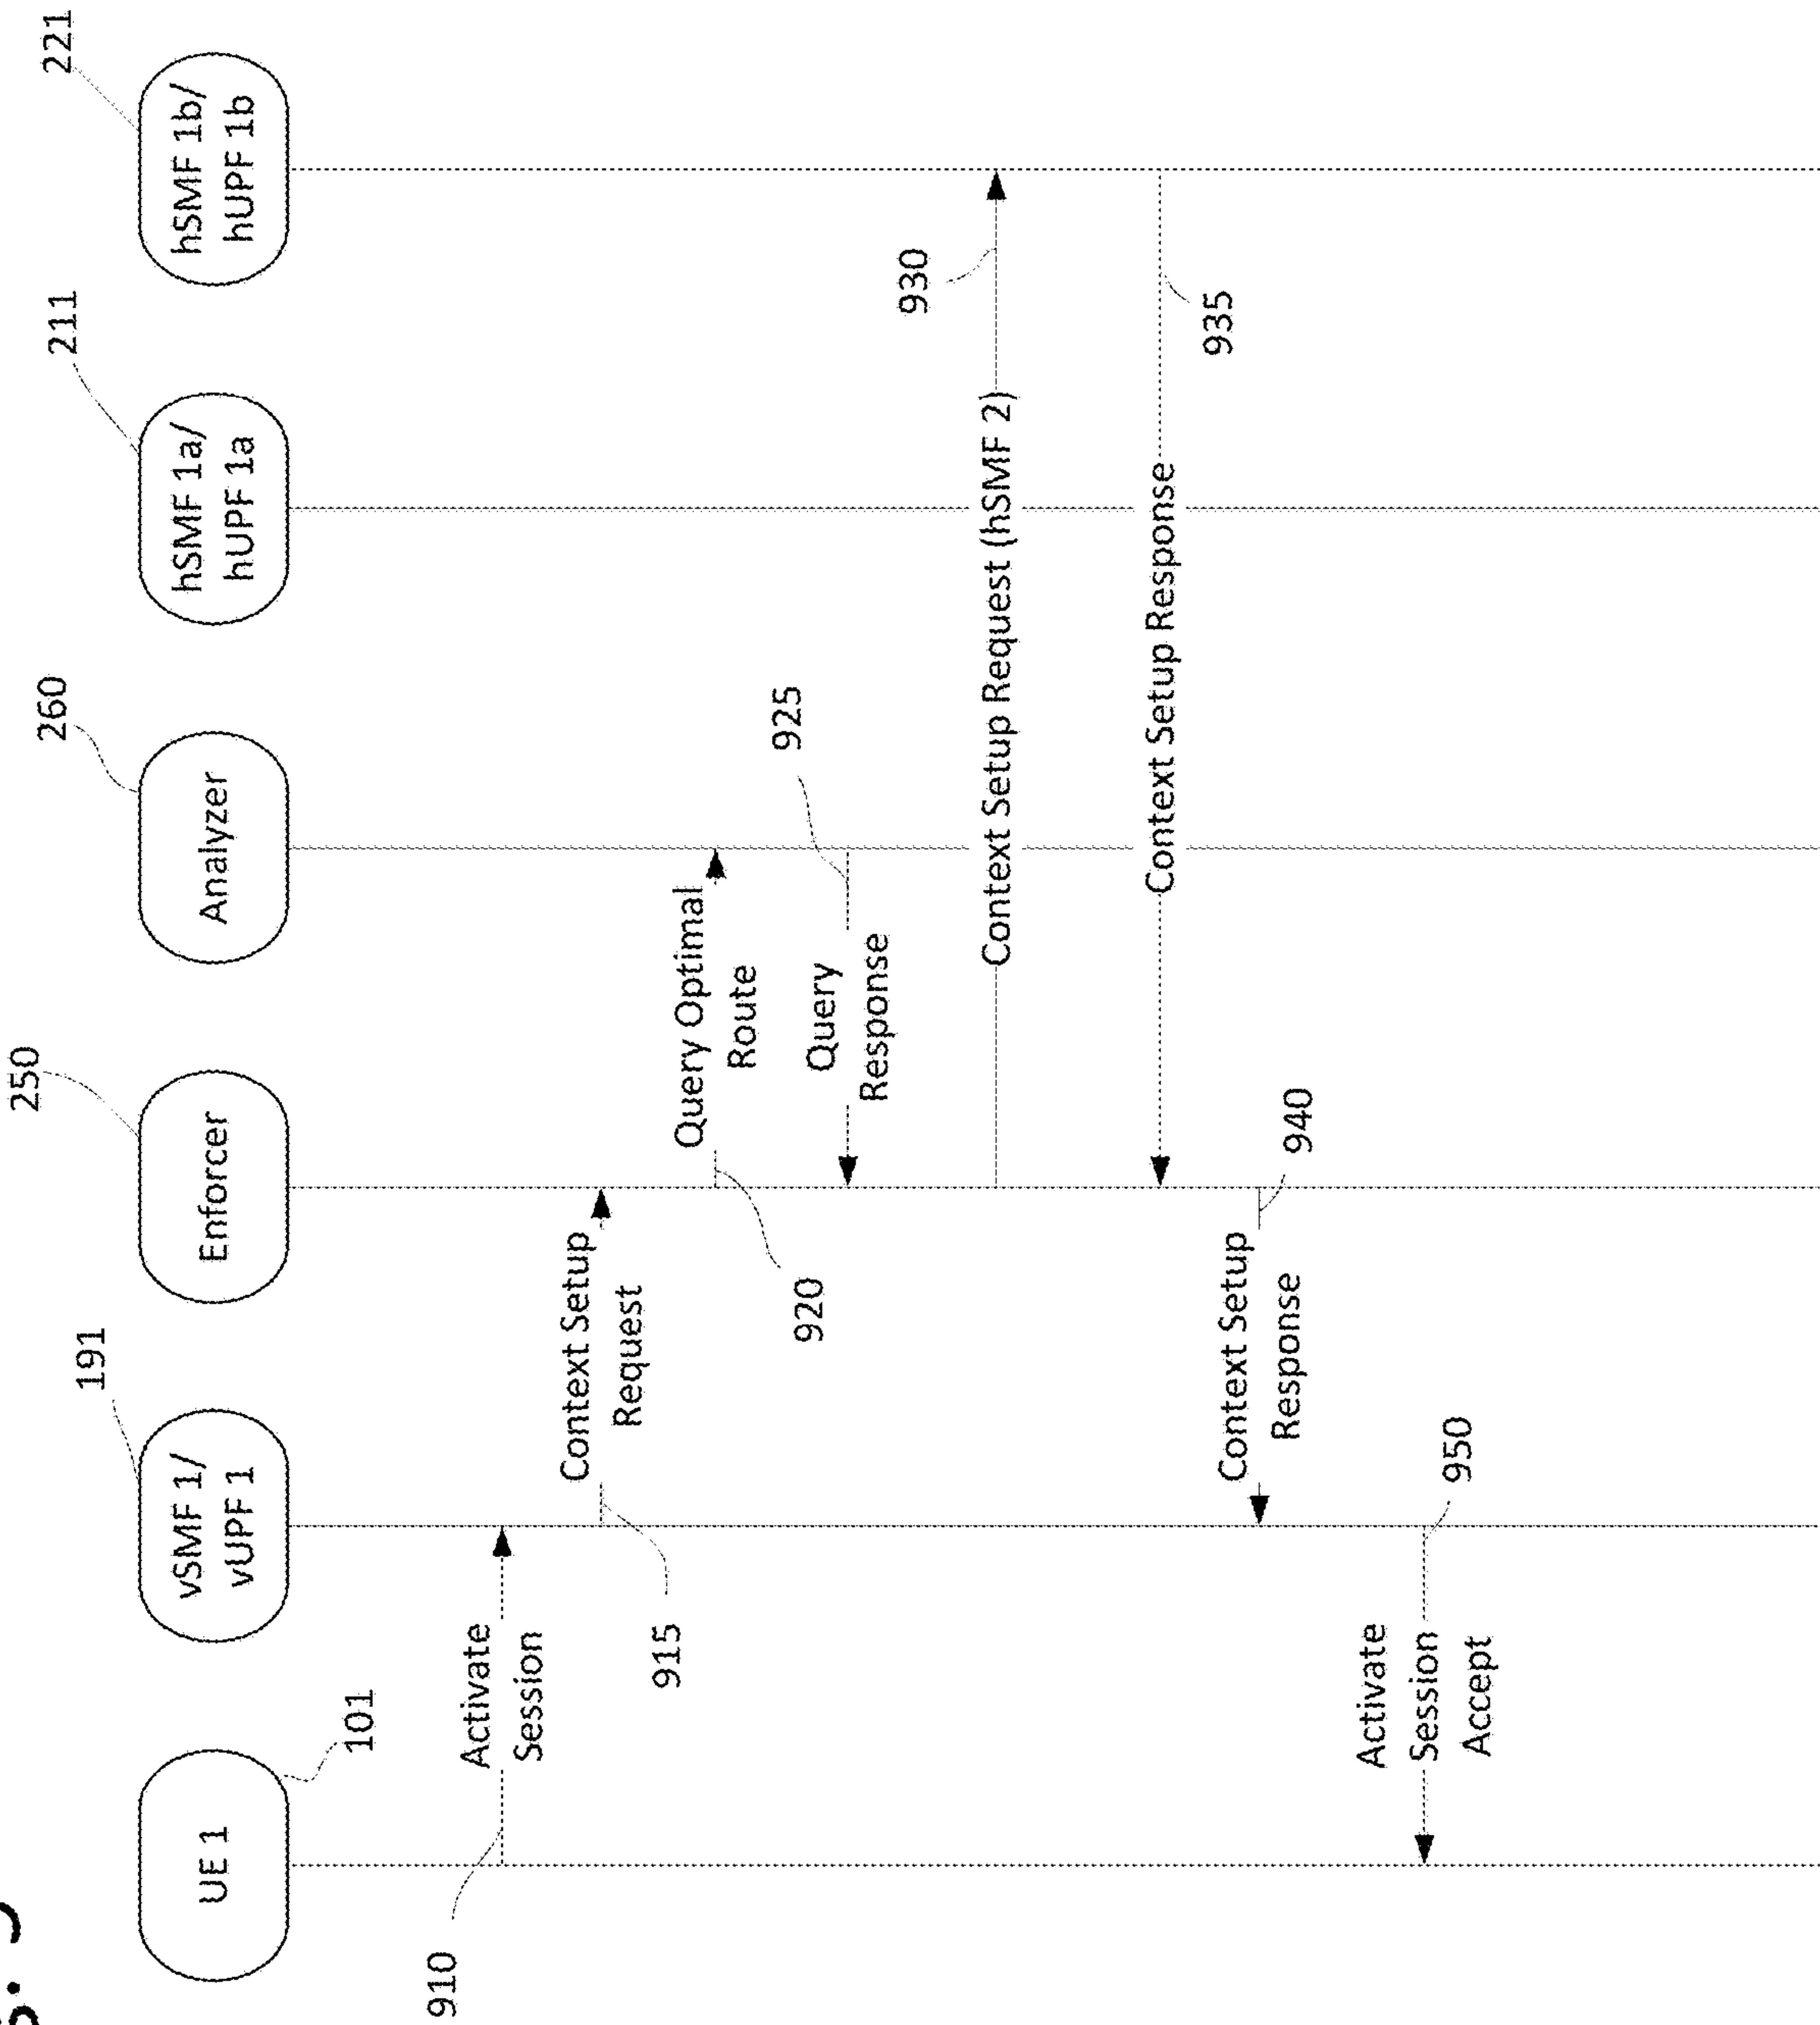 101
UE 1
191
vSMF 1/
vUPF 1
250
Enforcer
260
Analyzer
211
hSMF 1a/
hUPF 1a
221
hSMF 1b/
hUPF 1b
910
Activate
Session
915
Context Setup
Request
920
Query Optimal
Route
925
Query
Response
930
Context Setup Request (hSMF 2)
935
Context Setup Response
940
Context Setup
Response
950
Activate
Session
Accept